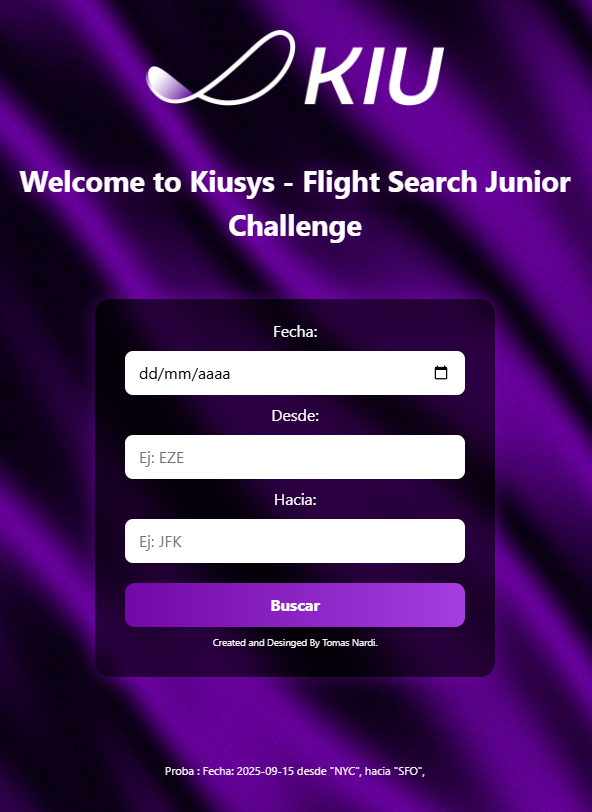 KIU
Welcome to Kiusys - Flight Search Junior
Challenge
Fecha:
dd/mm/aaaa
Desde:
Ej: EZE
Hacia:
Ej: JFK
Buscar
Created and Desinged By Tomas Nardi.
Proba : Fecha: 2025-09-15 desde "NYC", hacia "SFO",